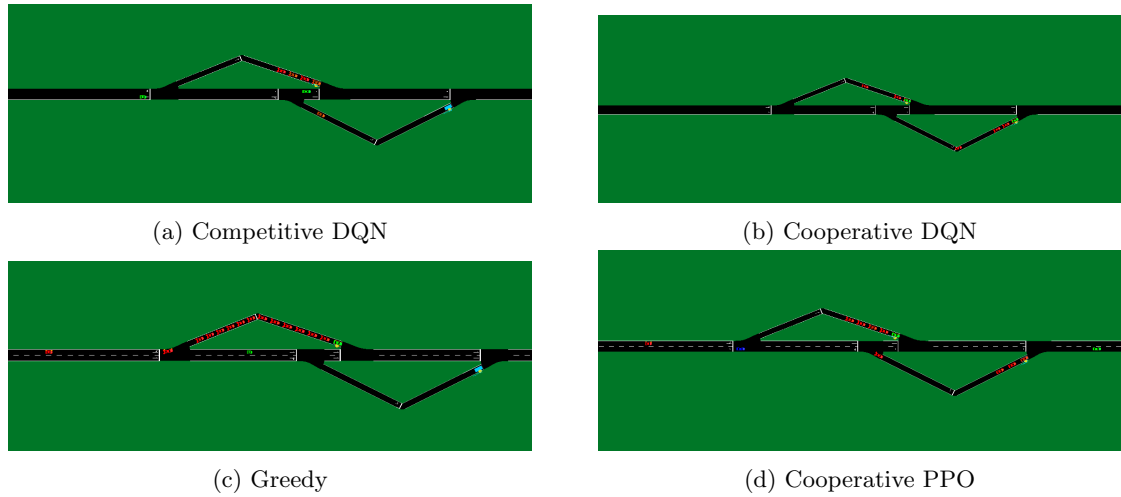 (a) Competitive DQN
(b) Cooperative DQN
(c) Greedy
(d) Cooperative PPO